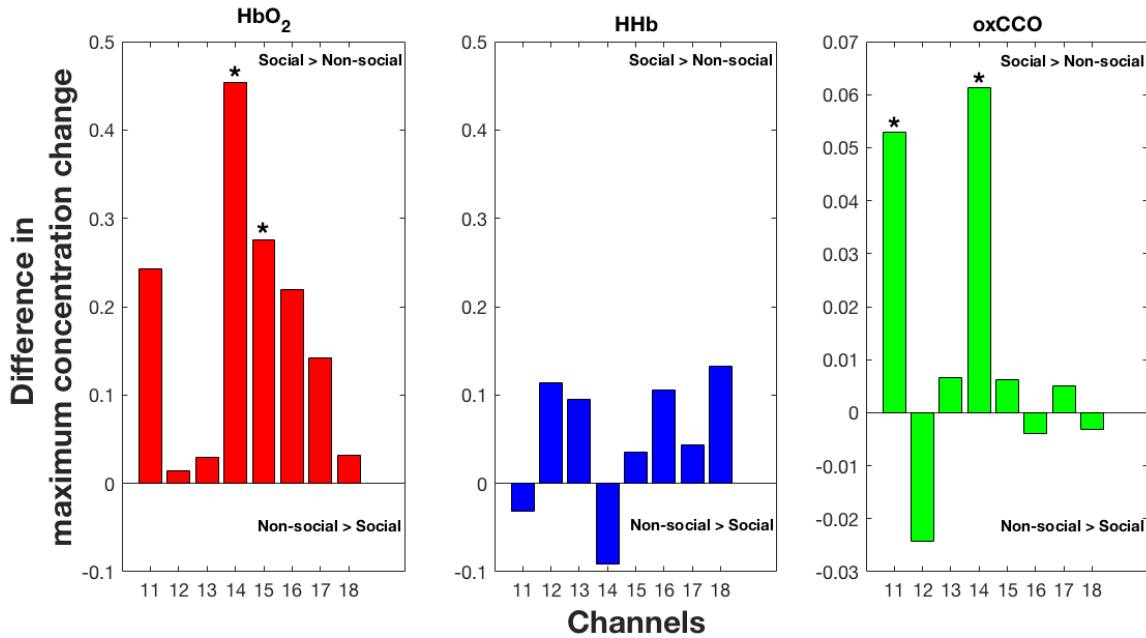 Difference in
maximum concentration change
HbO₂
0.5
0.4
0.3
0.2
0.1
0
-0.1
Social > Non-social
*
*
Non-social > Social
11 12 13 14 15 16 17 18
HHb
0.5
0.4
0.3
0.2
0.1
0
-0.1
Social > Non-social
Non-social > Social
11 12 13 14 15 16 17 18
oxCCO
0.07
0.06
0.05
0.04
0.03
0.02
0.01
0
-0.01
-0.02
-0.03
Social > Non-social
*
*
Non-social > Social
11 12 13 14 15 16 17 18
Channels